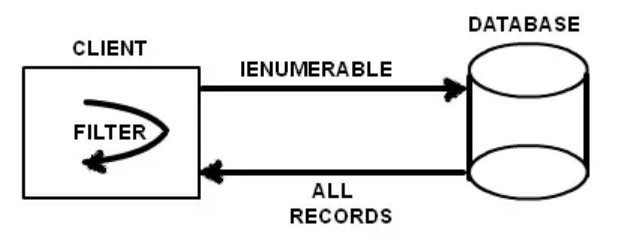 DATABASE
CLIENT
IENUMERABLE
FILTER
ALL
RECORDS